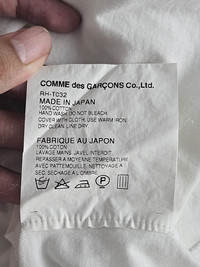 COMME des GARÇONS Co., Ltd.
RH-T032
MADE IN JAPAN
100% COTTON
HAND WASH. DO NOT BLEACH.
COVER WITH CLOTH, USE WARM IRON.
DRY CLEAN. LINE DRY
FABRIQUE AU JAPON
100% COTON
LAVAGE MAINS. JAVEL INTERDIT.
REPASSER A MOYENNE TEMPERATURE
AVEC PATTEMOUILLE. NETTOYAGE A
SEC. SECHAGE A L'OMBRE.
P